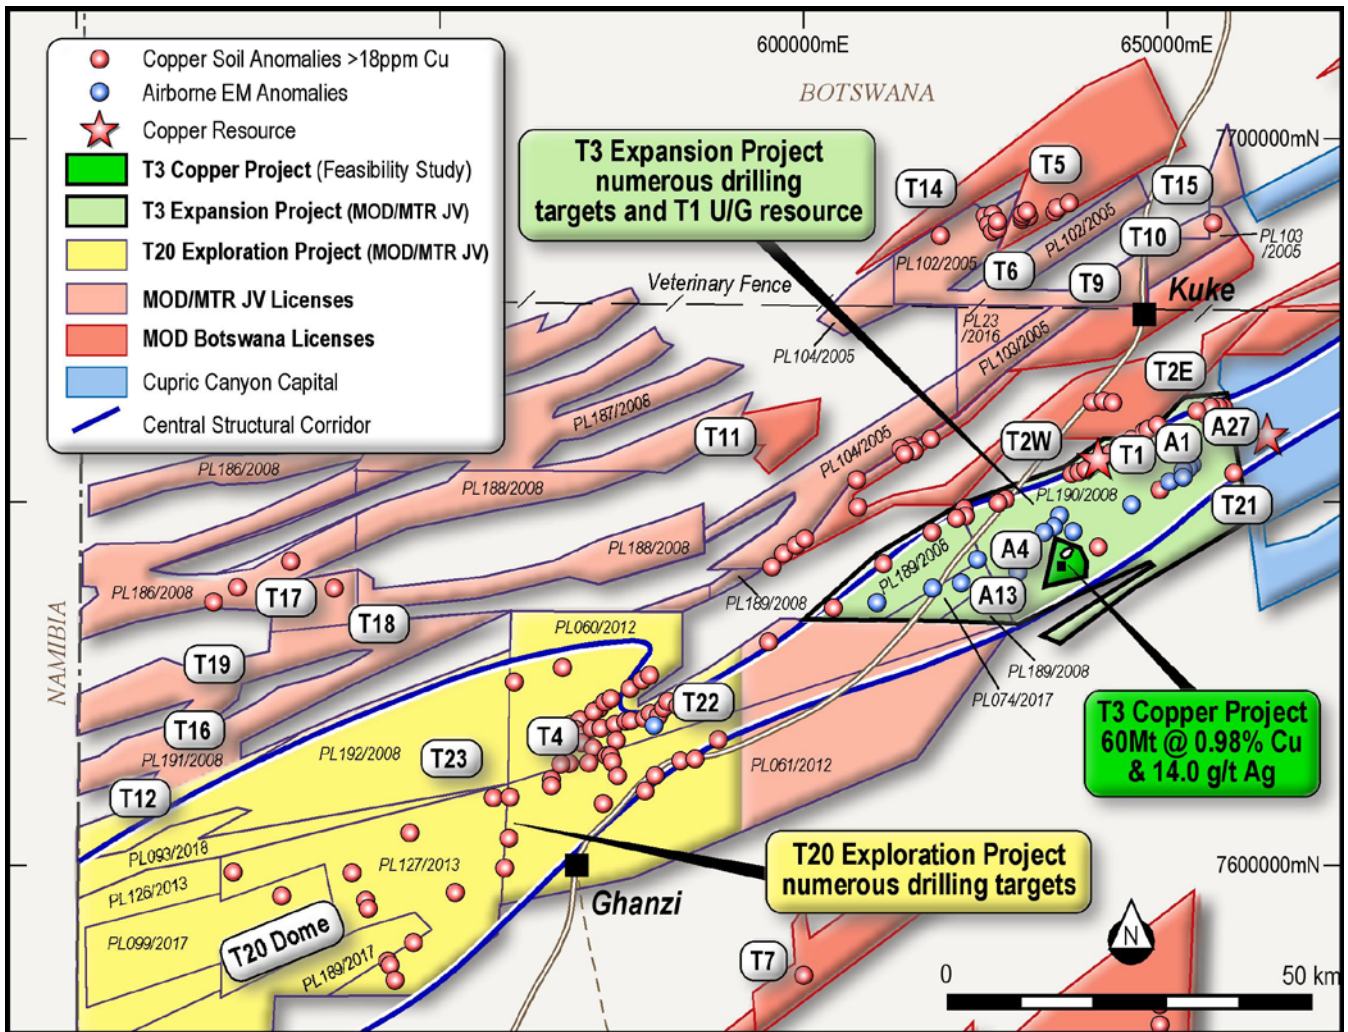 600000mE
650000mE
BOTSWANA
7700000mN
Copper Soil Anomalies >18ppm Cu
Airborne EM Anomalies
Copper Resource
T3 Copper Project (Feasibility Study)
T3 Expansion Project (MOD/MTR JV)
T20 Exploration Project (MOD/MTR JV)
MOD/MTR JV Licenses
MOD Botswana Licenses
Cupric Canyon Capital
Central Structural Corridor
T3 Expansion Project
numerous drilling
targets and T1 U/G resource
T14
T5
T15
PL102/2005
PL102/2005
T10
PL103
/2005
T6
T9
Veterinary Fence
Kuke
PL23
/2016
PL103/2005
PL104/2005
T2E
PL187/2008
T11
PL104/2005
T2W
T1
A1
A27
PL186/2008
PL188/2008
PL190/2008
T21
PL188/2008
PL189/2008
A4
PL186/2008
T17
PL189/2008
A13
T18
PL060/2012
NAMIBIA
T19
PL189/2008
PL074/2017
T16
T22
T4
T3 Copper Project
60Mt @ 0.98% Cu
& 14.0 g/t Ag
PL191/2008
PL192/2008
T23
PL061/2012
T12
PL093/2018
PL127/2013
T20 Exploration Project
numerous drilling targets
7600000mN
PL126/2013
Ghanzi
T20 Dome
PL099/2017
PL189/2017
T7
N
0
50 km